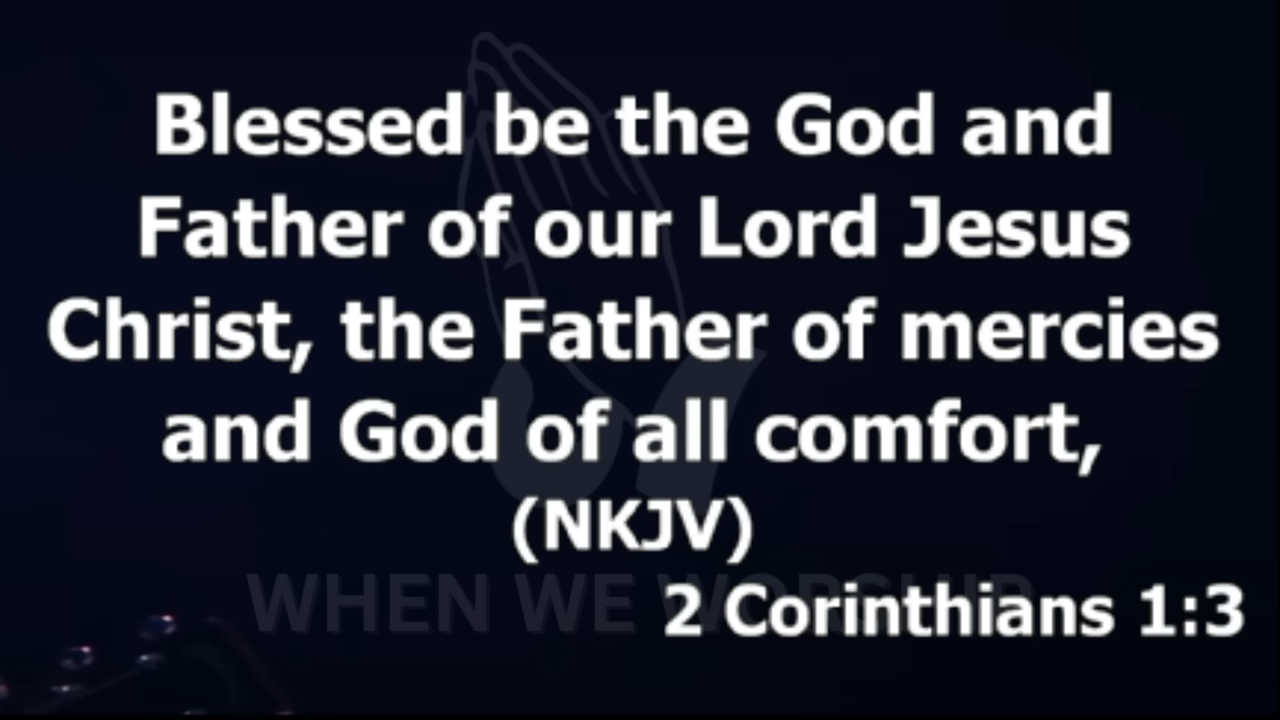 Blessed be the God and
Father of our Lord Jesus
Christ, the Father of mercies
and God of all comfort,
(NKJV)
WHEN WE WORSHIP
2 Corinthians 1:3